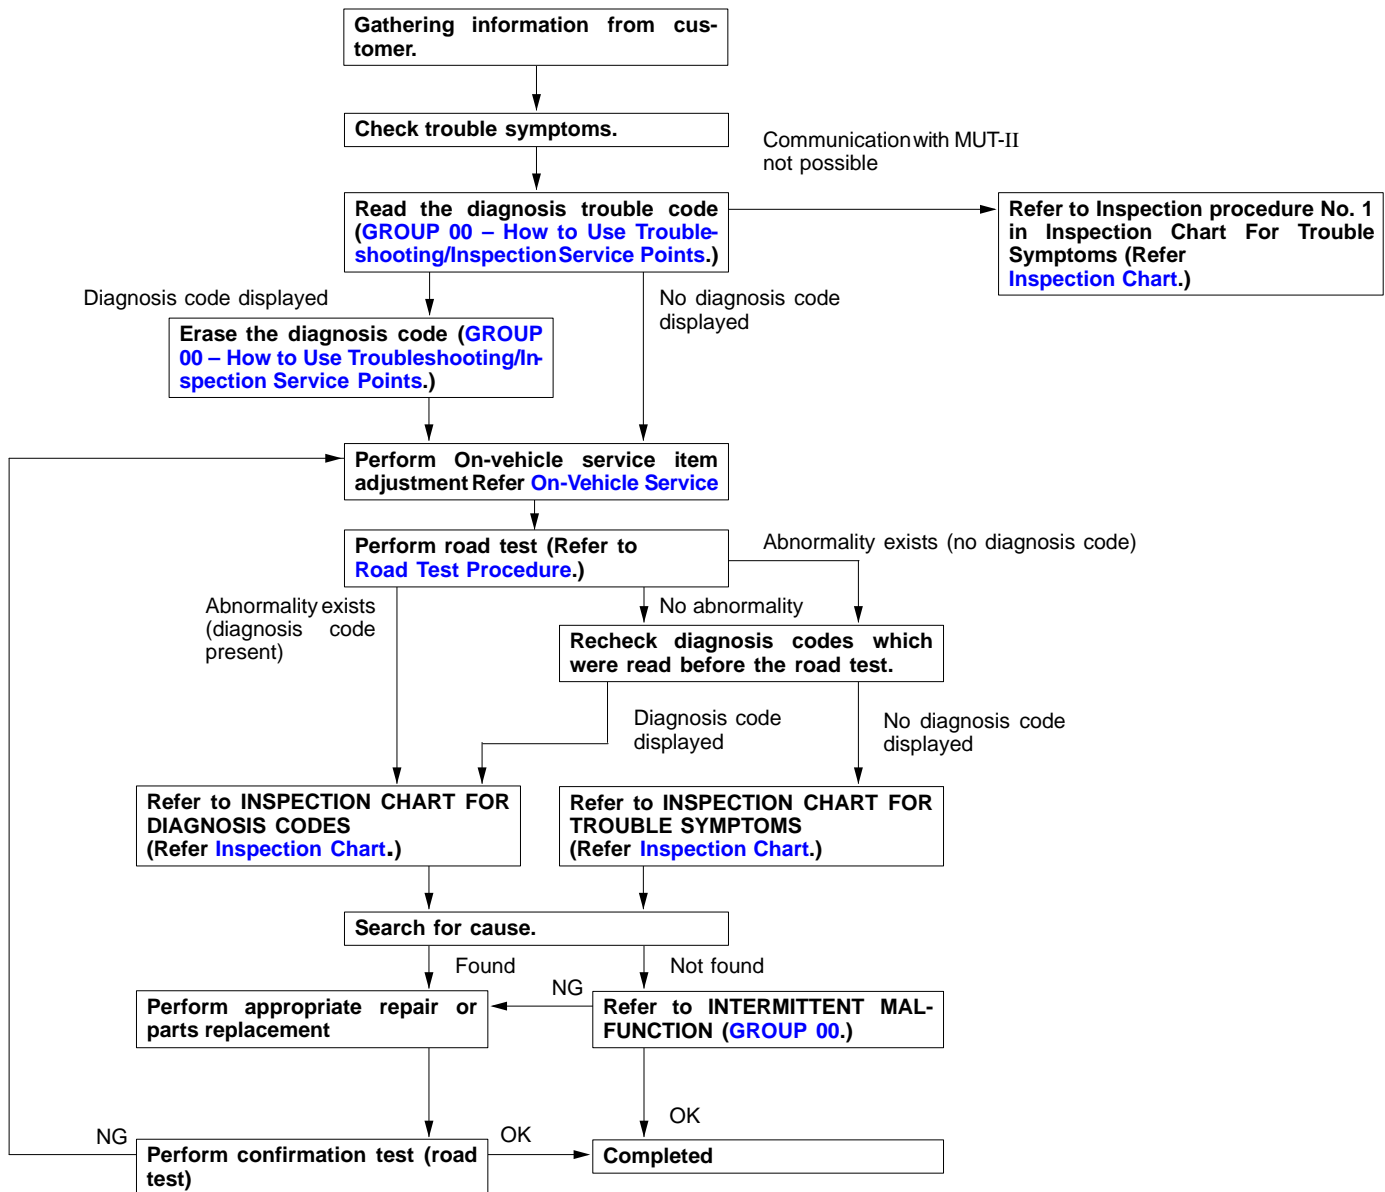 Gathering information from cus-
tomer.
Check trouble symptoms.
Communication with MUT-II
not possible
Read the diagnosis trouble code
(GROUP 00 – How to Use Trouble-
shooting/Inspection Service Points.)
Refer to Inspection procedure No. 1
in Inspection Chart For Trouble
Symptoms (Refer
Inspection Chart.)
Diagnosis code displayed
No diagnosis code
displayed
Erase the diagnosis code (GROUP
00 – How to Use Troubleshooting/In-
spection Service Points.)
Perform On-vehicle service item
adjustment Refer On-Vehicle Service
Perform road test (Refer to
Road Test Procedure.)
Abnormality exists (no diagnosis code)
Abnormality exists
(diagnosis code
present)
No abnormality
Recheck diagnosis codes which
were read before the road test.
Diagnosis code
displayed
No diagnosis code
displayed
Refer to INSPECTION CHART FOR
DIAGNOSIS CODES
(Refer Inspection Chart.)
Refer to INSPECTION CHART FOR
TROUBLE SYMPTOMS
(Refer Inspection Chart.)
Search for cause.
Found
Not found
Perform appropriate repair or
parts replacement
NG
Refer to INTERMITTENT MAL-
FUNCTION (GROUP 00.)
OK
NG
Perform confirmation test (road
test)
OK
Completed